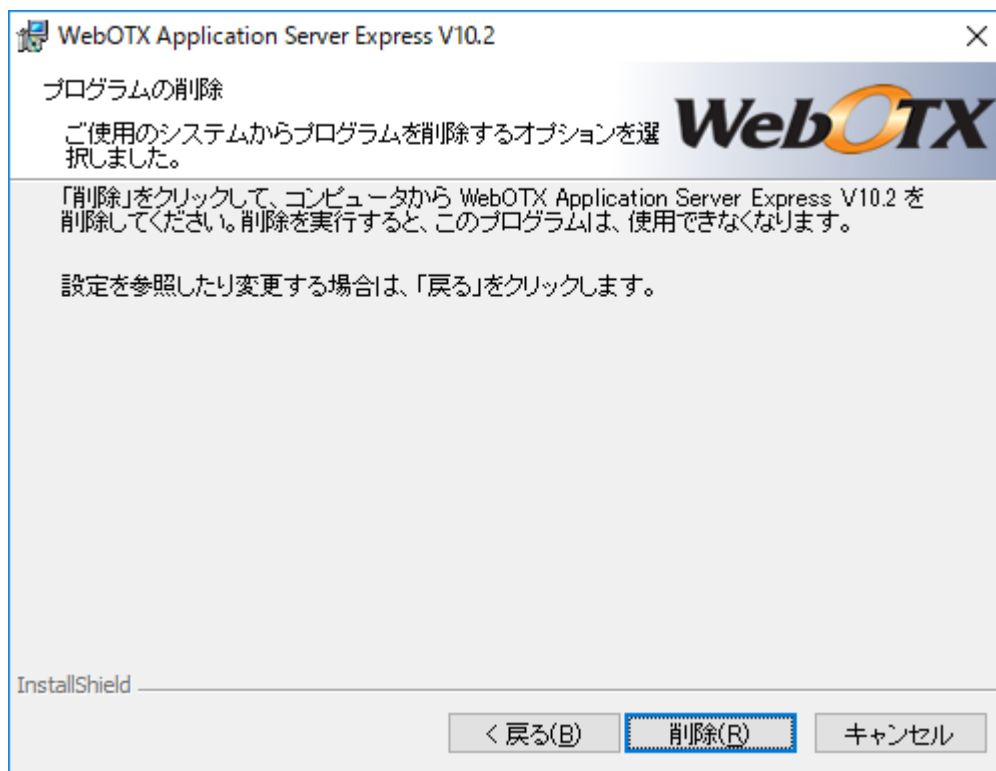 WebOTX Application Server Express V10.2
プログラムの削除
ご使用のシステムからプログラムを削除するオプションを選
択しました。
WebOTX
「削除」をクリックして、コンピュータから WebOTX Application Server Express V10.2 を
削除してください。削除を実行すると、このプログラムは、使用できなくなります。
設定を参照したり変更する場合は、「戻る」をクリックします。
InstallShield
< 戻る(B)
削除(R)
キャンセル